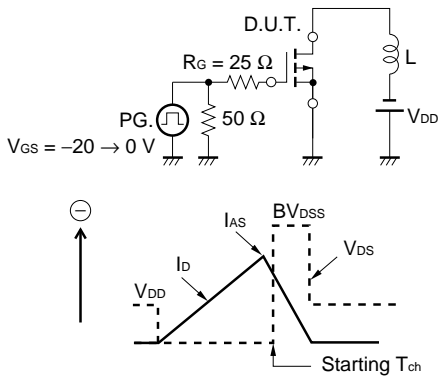 D.U.T.
RG = 25 Ω
L
PG.
50 Ω
VDD
VGS = −20 → 0 V
−
IAS
BVDSS
VDD
ID
VDS
Starting Tch